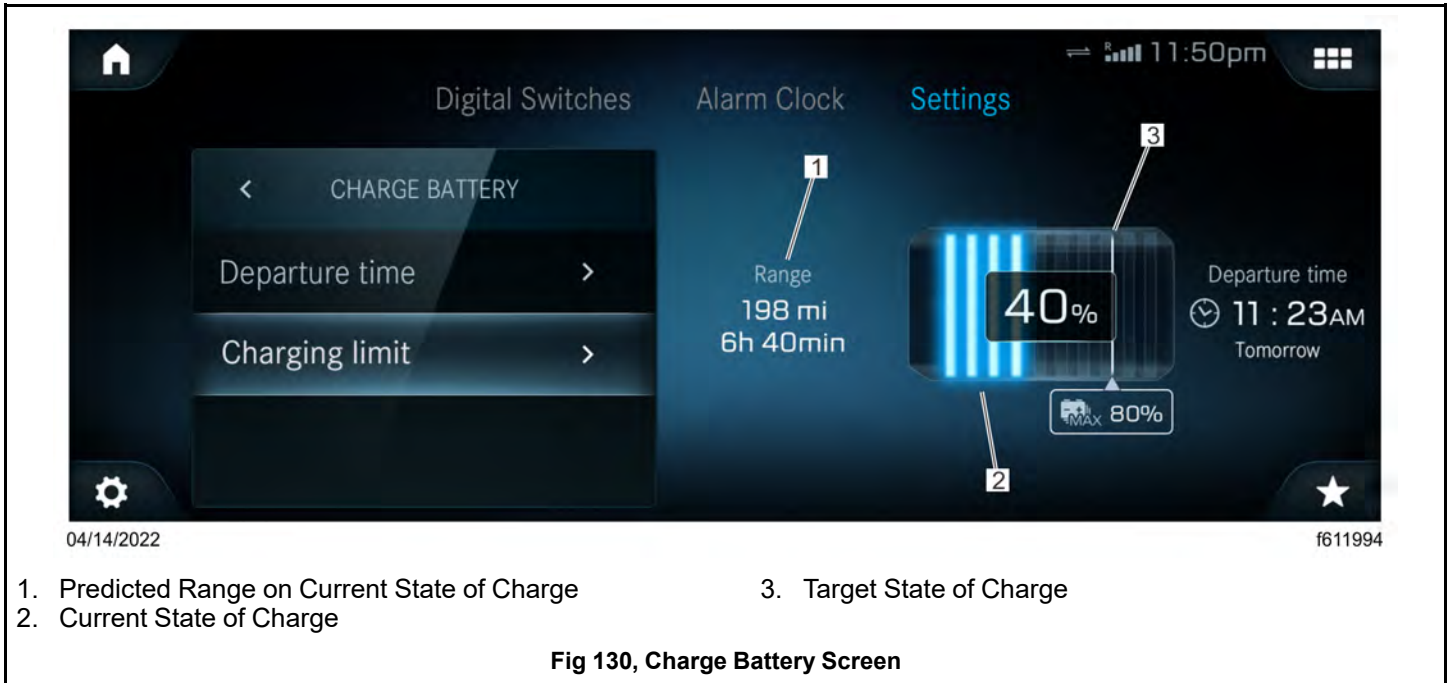 R 11:50pm
Digital Switches Alarm Clock Settings
3
1
< CHARGE BATTERY
Departure time >
Charging limit >
Range
198 mi
6h 40min
40%
Departure time
11 : 23AM
Tomorrow
MAX 80%
2
04/14/2022 f611994
1. Predicted Range on Current State of Charge 3. Target State of Charge
2. Current State of Charge
Fig 130, Charge Battery Screen